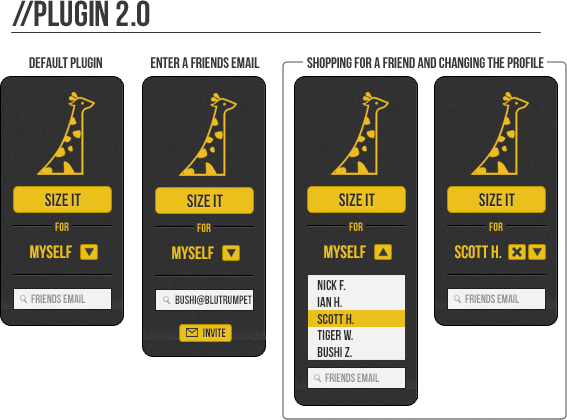 //PLUGIN 2.0
DEFAULT PLUGIN
SIZE IT
FOR
MYSELF
FRIENDS EMAIL
ENTER A FRIENDS EMAIL
SIZE IT
FOR
MYSELF
BUSHI@BLUTRUMPET
INVITE
SHOPPING FOR A FRIEND AND CHANGING THE PROFILE
SIZE IT
FOR
MYSELF
NICK F.
IAN H.
SCOTT H.
TIGER W.
BUSHI Z.
FRIENDS EMAIL
SIZE IT
FOR
SCOTT H.
FRIENDS EMAIL